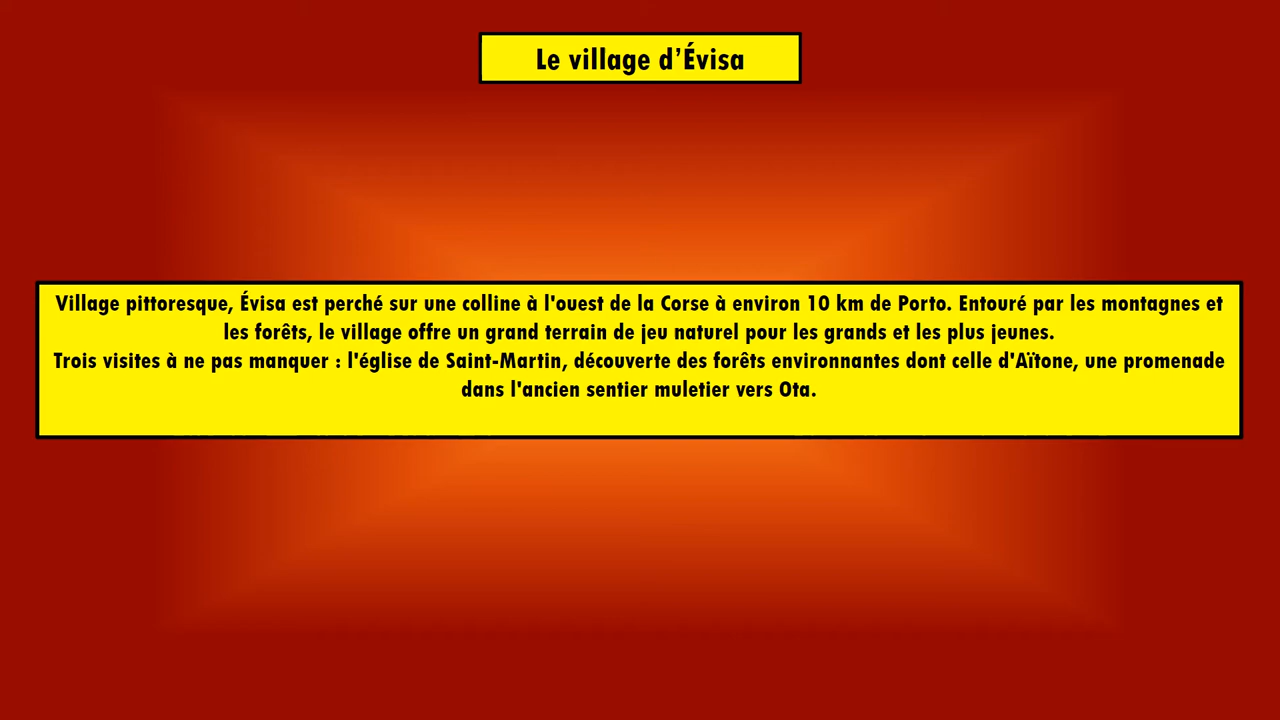 Le village d’Évisa
Village pittoresque, Évisa est perché sur une colline à l'ouest de la Corse à environ 10 km de Porto. Entouré par les montagnes et
les forêts, le village offre un grand terrain de jeu naturel pour les grands et les plus jeunes.
Trois visites à ne pas manquer : l'église de Saint-Martin, découverte des forêts environnantes dont celle d'Aïtone, une promenade
dans l'ancien sentier muletier vers Ota.